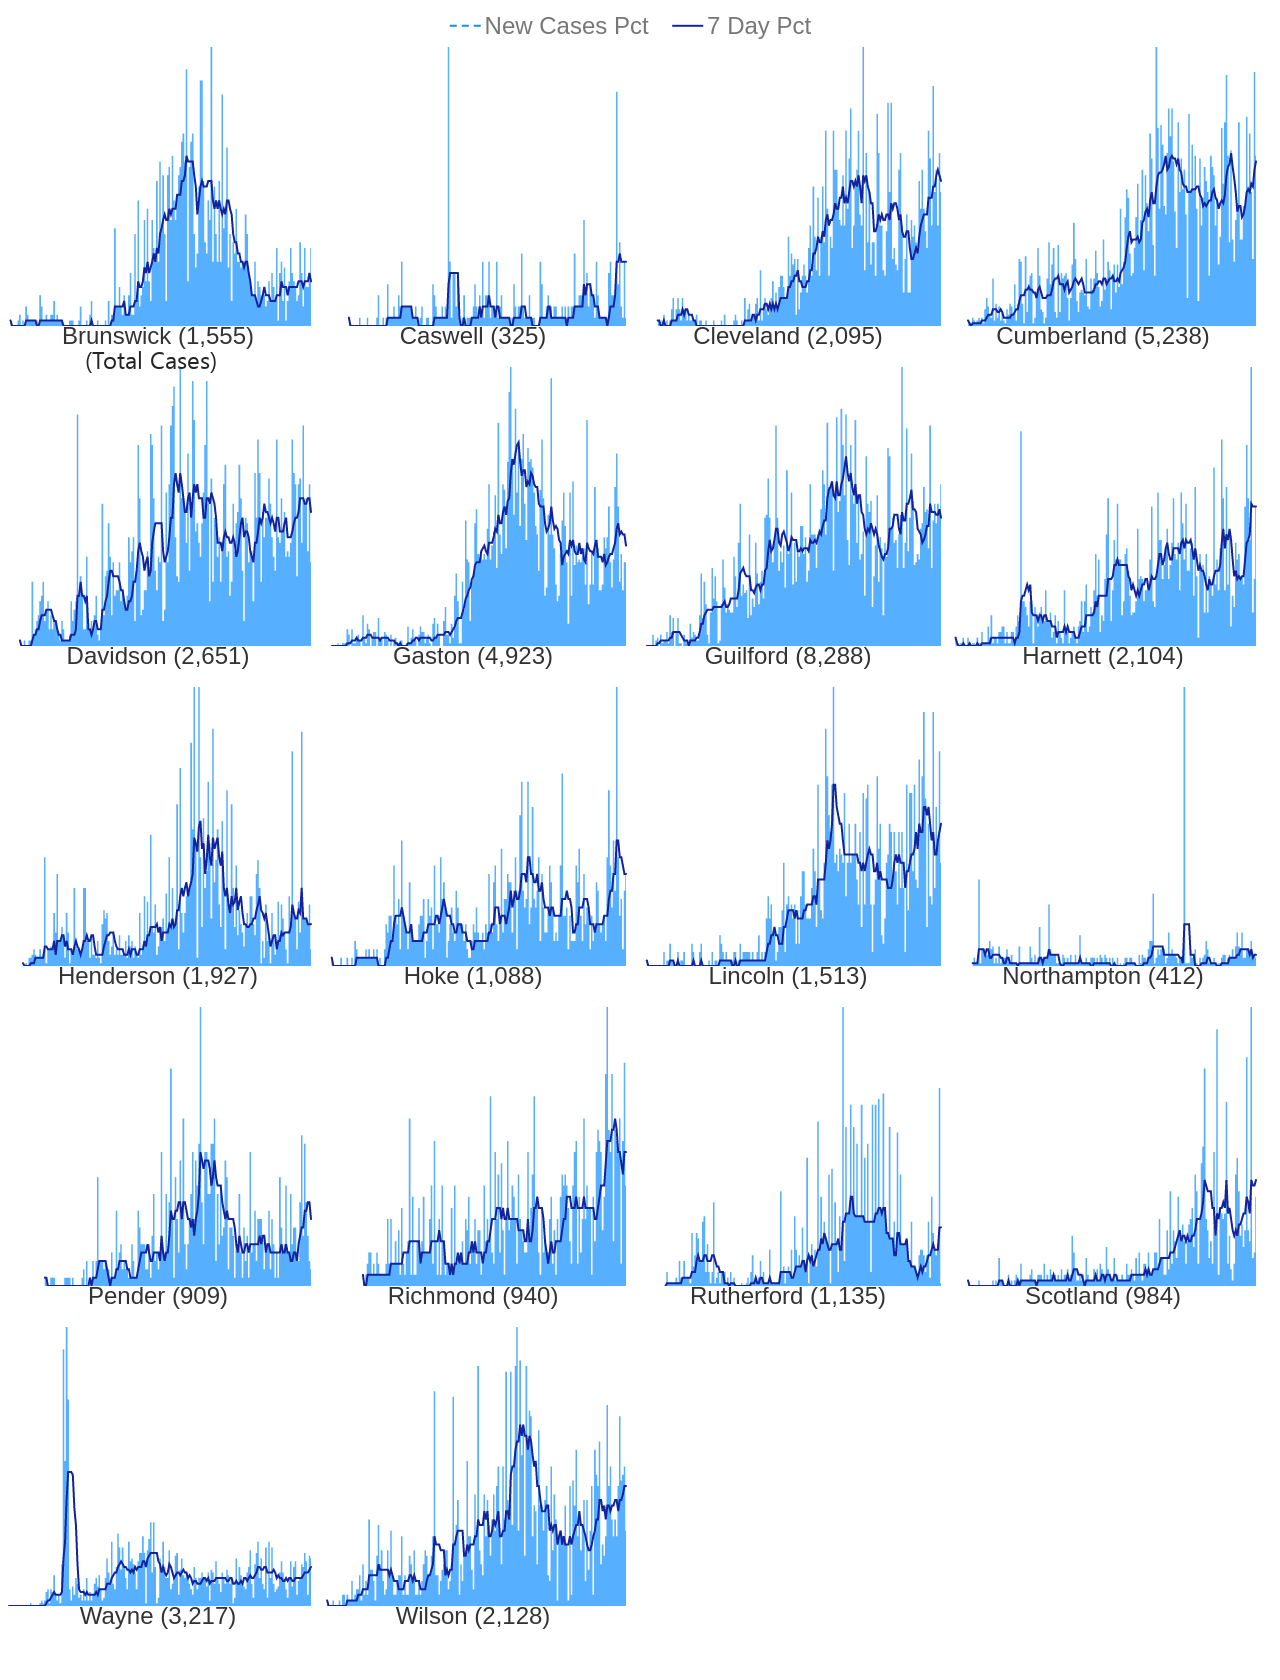 New Cases Pct 7 Day Pct
Brunswick (1,555) Caswell (325) Cleveland (2,095) Cumberland (5,238)
(Total Cases)
Davidson (2,651) Gaston (4,923) Guilford (8,288) Harnett (2,104)
Henderson (1,927) Hoke (1,088) Lincoln (1,513) Northampton (412)
Pender (909) Richmond (940) Rutherford (1,135) Scotland (984)
Wayne (3,217) Wilson (2,128)